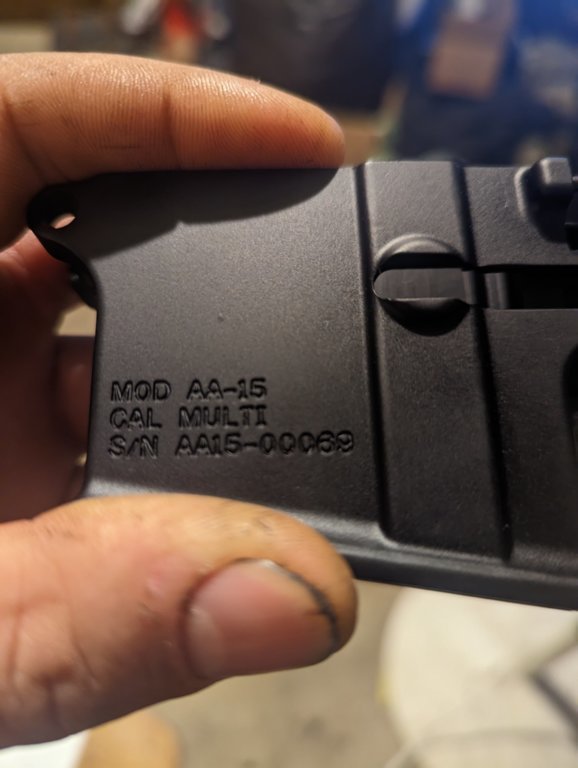 MOD AA-15
CAL MULTI
S/N AA15-00069